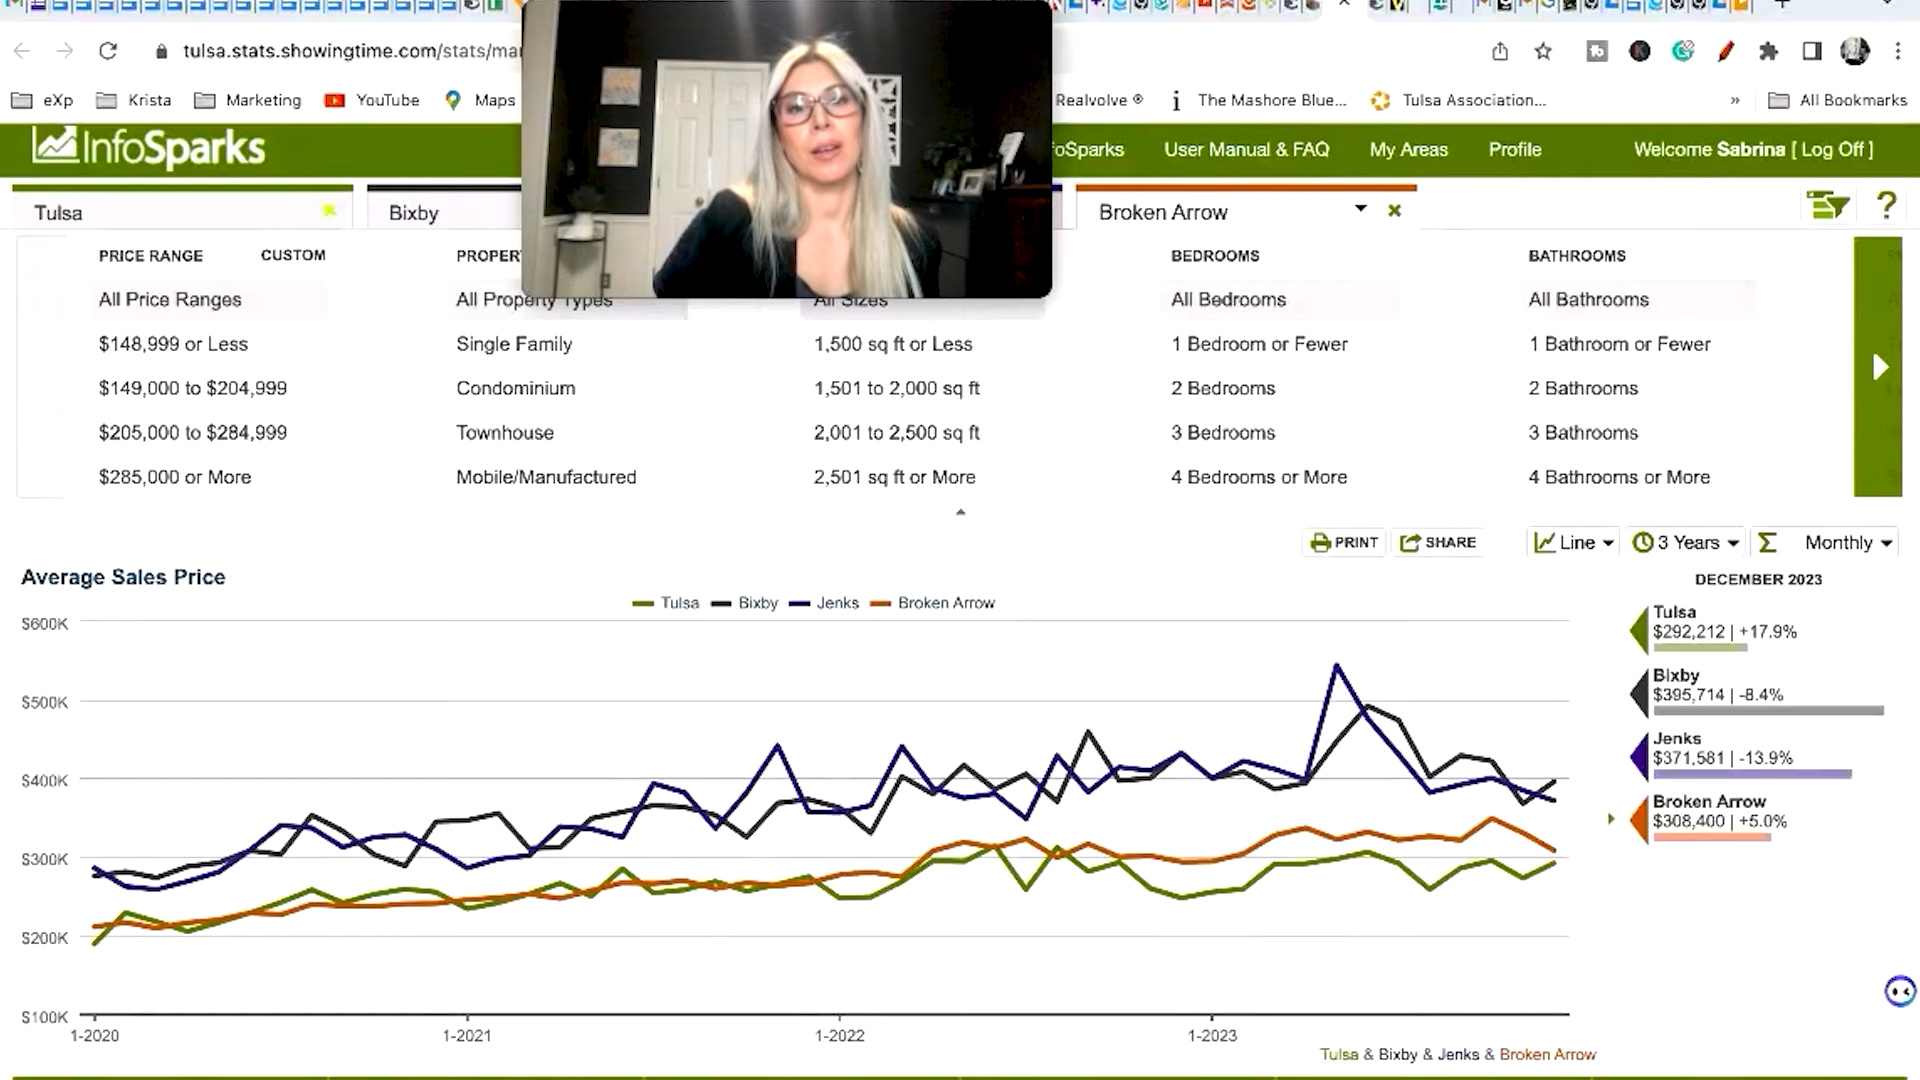 tulsa.stats.showingtime.com/stats/mar
eXp Krista Marketing YouTube Maps Realvolve ® The Mashore Blue... Tulsa Association... » All Bookmarks
InfoSparks
User Manual & FAQ My Areas Profile Welcome Sabrina [ Log Off ]
Tulsa Bixby Broken Arrow ?
PRICE RANGE CUSTOM BEDROOMS BATHROOMS
All Price Ranges All Property Types All Sizes All Bedrooms All Bathrooms
$148,999 or Less Single Family 1,500 sq ft or Less 1 Bedroom or Fewer 1 Bathroom or Fewer
$149,000 to $204,999 Condominium 1,501 to 2,000 sq ft 2 Bedrooms 2 Bathrooms
$205,000 to $284,999 Townhouse 2,001 to 2,500 sq ft 3 Bedrooms 3 Bathrooms
$285,000 or More Mobile/Manufactured 2,501 sq ft or More 4 Bedrooms or More 4 Bathrooms or More
PRINT SHARE Line 3 Years Σ Monthly
Average Sales Price
DECEMBER 2023
Tulsa Bixby Jenks Broken Arrow
Tulsa
$292,212 | +17.9%
Bixby
$395,714 | -8.4%
Jenks
$371,581 | -13.9%
Broken Arrow
$308,400 | +5.0%
$600K
$500K
$400K
$300K
$200K
$100K
1-2020 1-2021 1-2022 1-2023
Tulsa & Bixby & Jenks & Broken Arrow